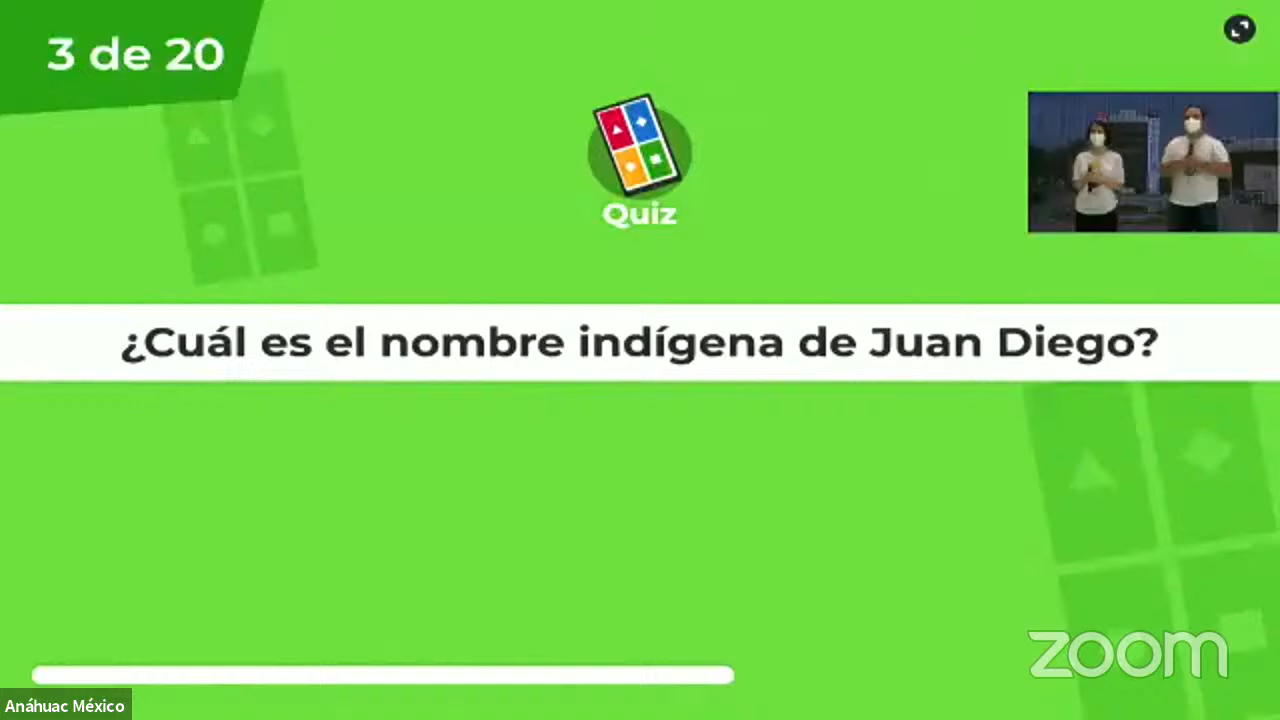 3 de 20
Quiz
¿Cuál es el nombre indígena de Juan Diego?
zoom
Anáhuac México